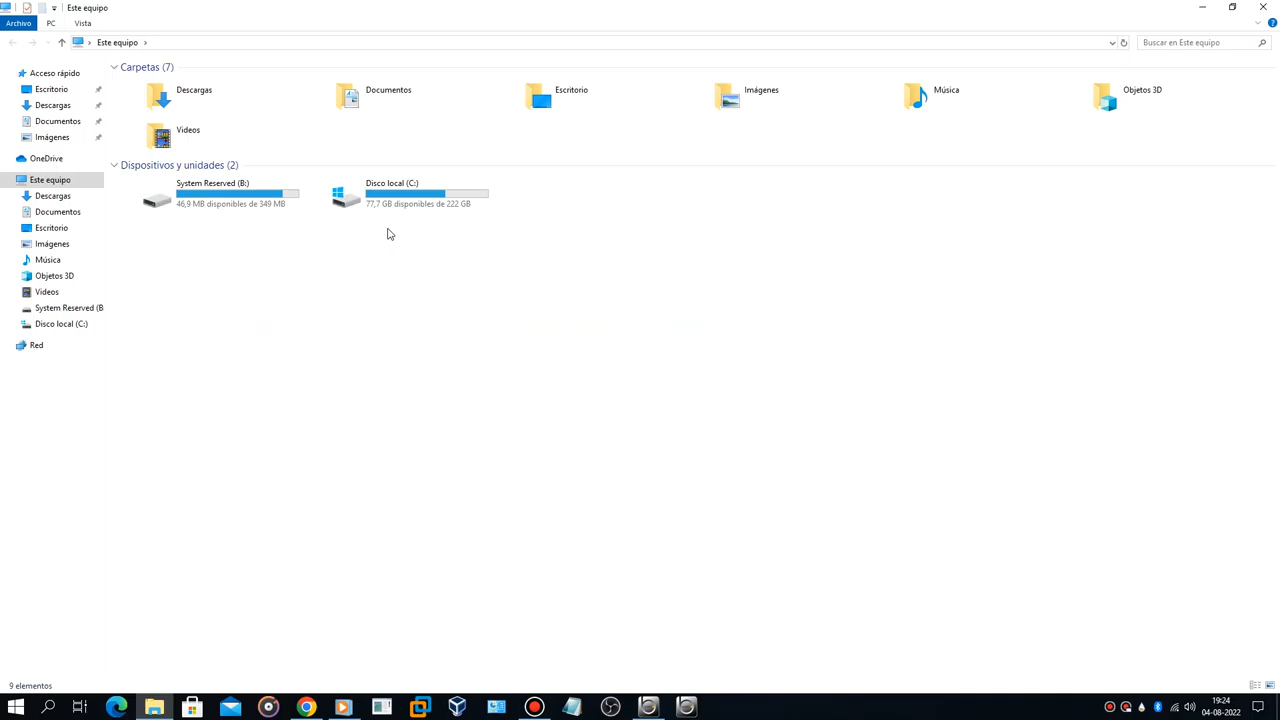 Este equipo
Archivo PC Vista
Este equipo
Buscar en Este equipo
Acceso rápido
Escritorio
Descargas
Documentos
Imágenes
OneDrive
Este equipo
Descargas
Documentos
Escritorio
Imágenes
Música
Objetos 3D
Vídeos
System Reserved (B
Disco local (C:)
Red
Carpetas (7)
Descargas Documentos Escritorio Imágenes Música Objetos 3D
Vídeos
Dispositivos y unidades (2)
System Reserved (B:)
46,9 MB disponibles de 349 MB
Disco local (C:)
77,7 GB disponibles de 222 GB
9 elementos
19:24
04-08-2022